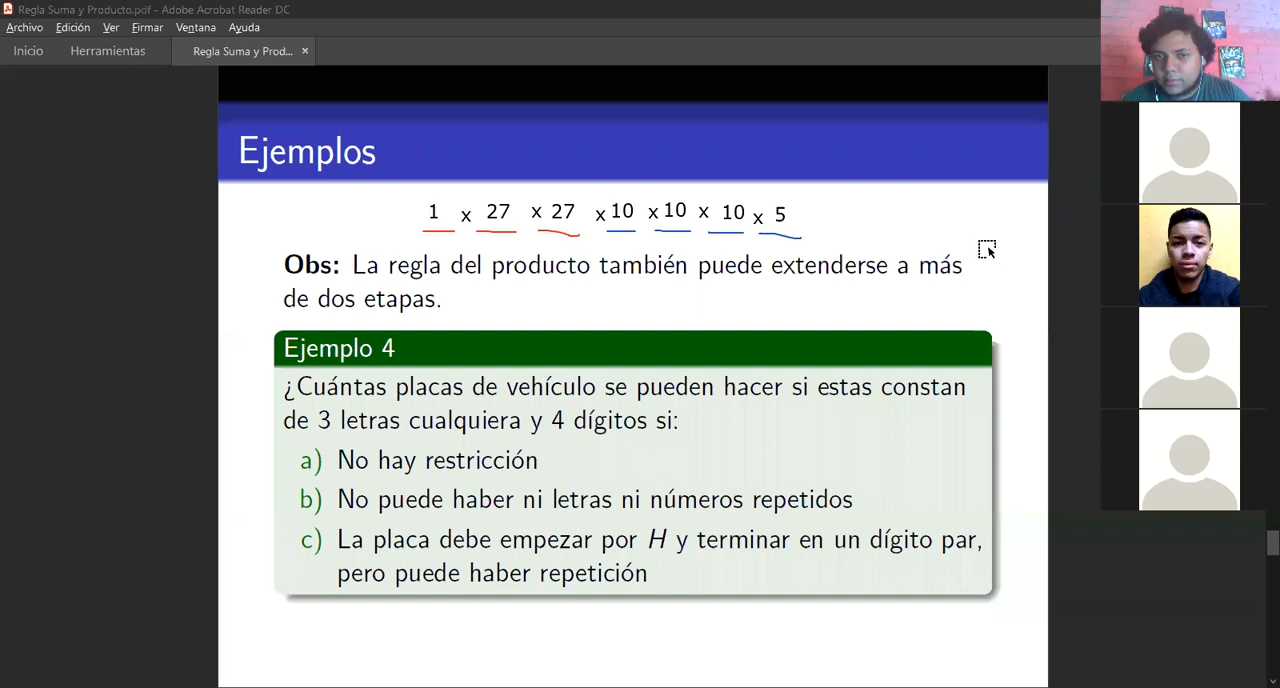 Regla Suma y Producto.pdf - Adobe Acrobat Reader DC
Archivo Edición Ver Firmar Ventana Ayuda
Inicio Herramientas Regla Suma y Prod... ×
Ejemplos
1 x 27 x 27 x 10 x 10 x 10 x 5
Obs: La regla del producto también puede extenderse a más
de dos etapas.
Ejemplo 4
¿Cuántas placas de vehículo se pueden hacer si estas constan
de 3 letras cualquiera y 4 dígitos si:
a) No hay restricción
b) No puede haber ni letras ni números repetidos
c) La placa debe empezar por H y terminar en un dígito par,
pero puede haber repetición